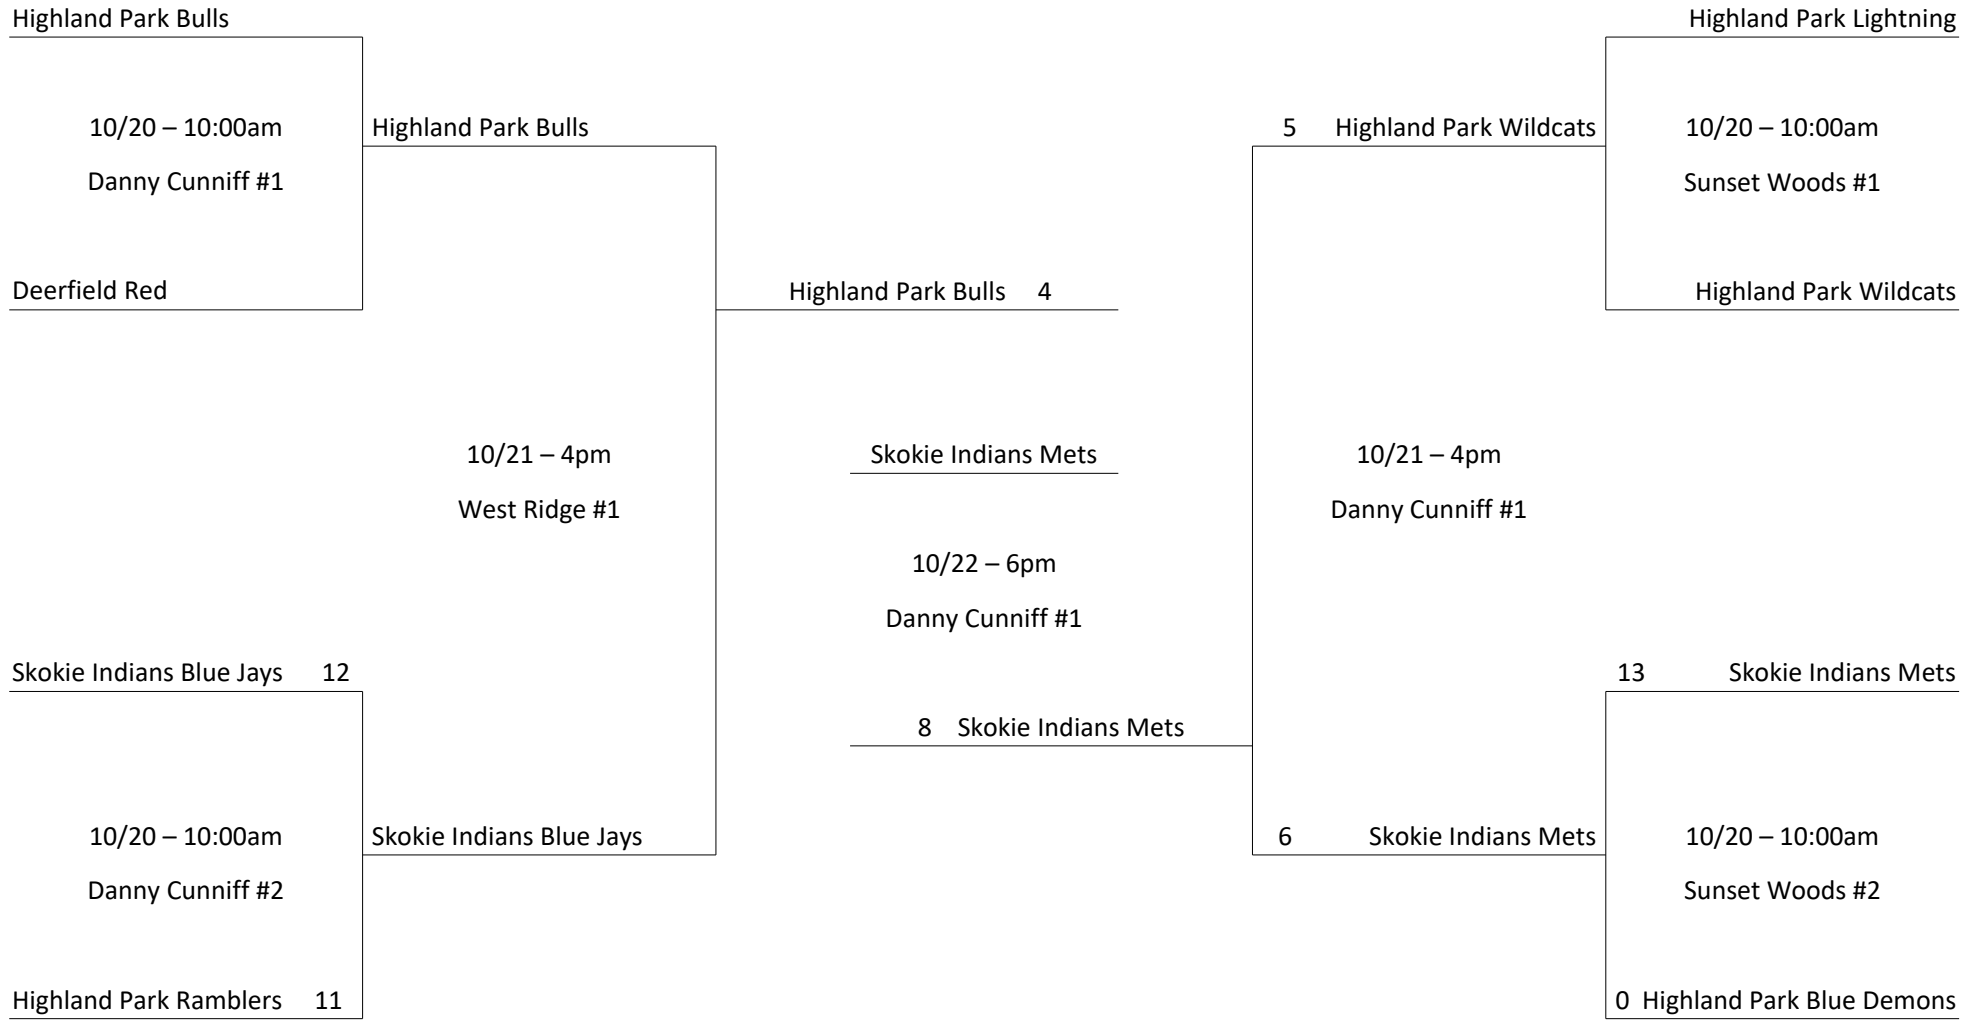 Highland Park Bulls
10/20 – 10:00am
Danny Cunniff #1
Deerfield Red
Highland Park Bulls
Skokie Indians Blue Jays 12
10/20 – 10:00am
Danny Cunniff #2
Highland Park Ramblers 11
Skokie Indians Blue Jays
10/21 – 4pm
West Ridge #1
Highland Park Bulls 4
Skokie Indians Mets
10/22 – 6pm
Danny Cunniff #1
8 Skokie Indians Mets
5 Highland Park Wildcats
10/21 – 4pm
Danny Cunniff #1
6 Skokie Indians Mets
Highland Park Lightning
10/20 – 10:00am
Sunset Woods #1
Highland Park Wildcats
13 Skokie Indians Mets
10/20 – 10:00am
Sunset Woods #2
0 Highland Park Blue Demons